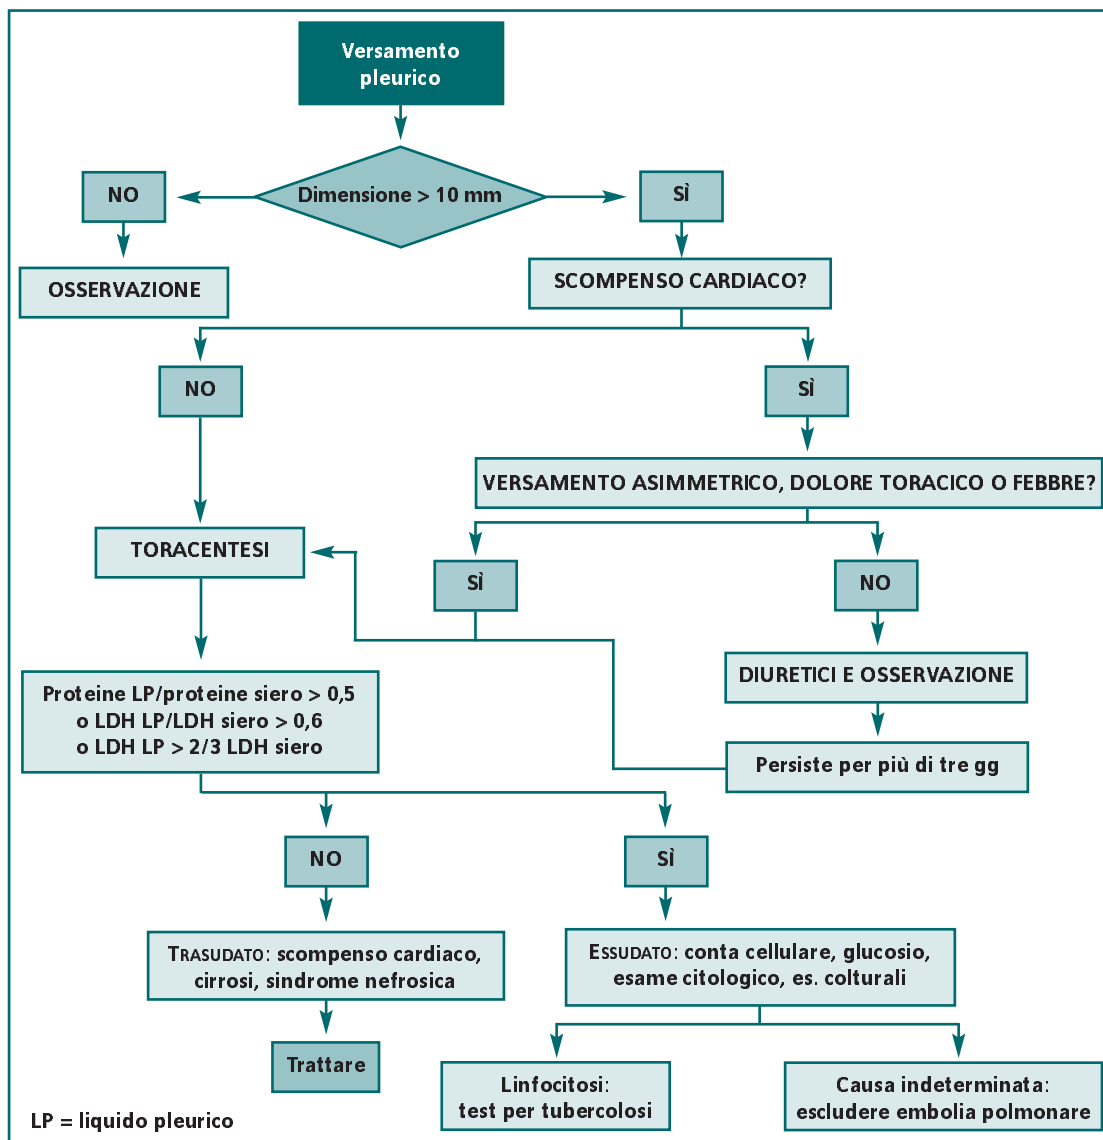 Versamento
pleurico
Dimensione > 10 mm
NO
SÌ
OSSERVAZIONE
SCOMPENSO CARDIACO?
NO
SÌ
VERSAMENTO ASIMMETRICO, DOLORE TORACICO O FEBBRE?
TORACENTESI
SÌ
NO
DIURETICI E OSSERVAZIONE
Proteine LP/proteine siero > 0,5
o LDH LP/LDH siero > 0,6
o LDH LP > 2/3 LDH siero
Persiste per più di tre gg
NO
SÌ
TRASUDATO: scompenso cardiaco,
cirrosi, sindrome nefrosica
ESSUDATO: conta cellulare, glucosio,
esame citologico, es. colturali
Trattare
Linfocitosi:
test per tubercolosi
Causa indeterminata:
escludere embolia polmonare
LP = liquido pleurico